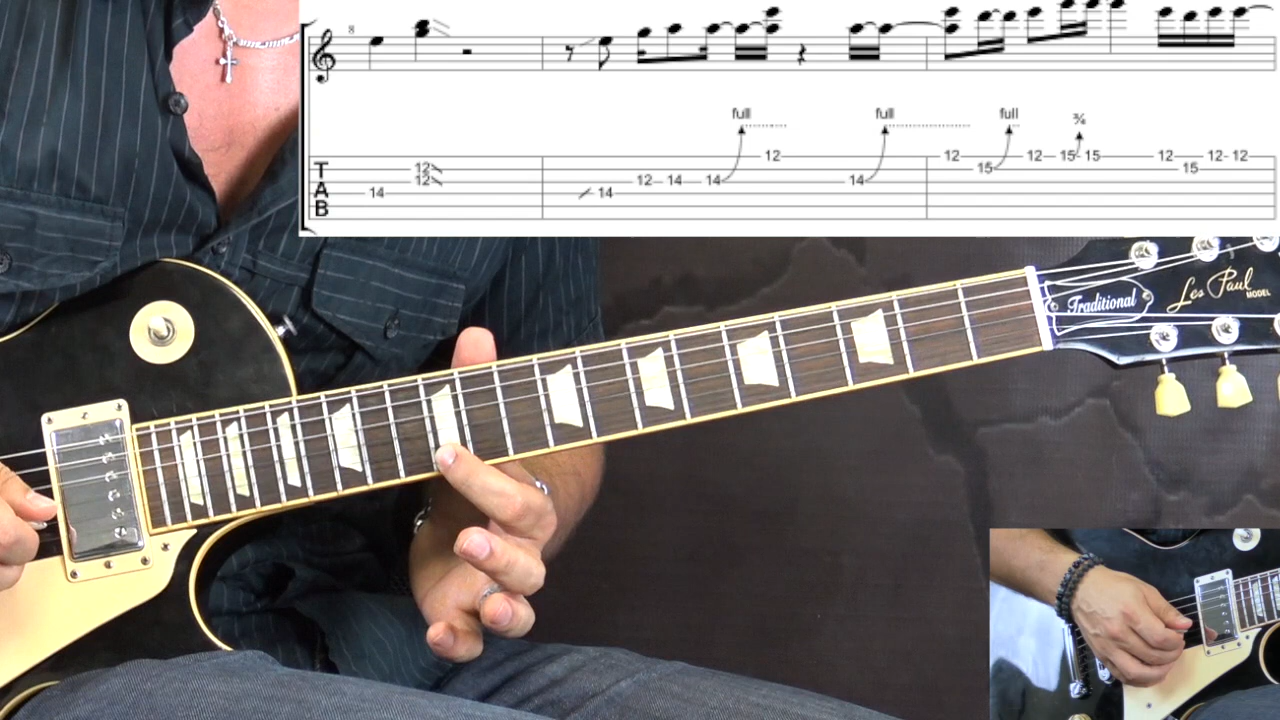 8
full full full ¾
T A B
12 12 12 12 15 15 12 12 12
12 15 15
12 12 14 14 14
14 14
Traditional
Les Paul
MODEL